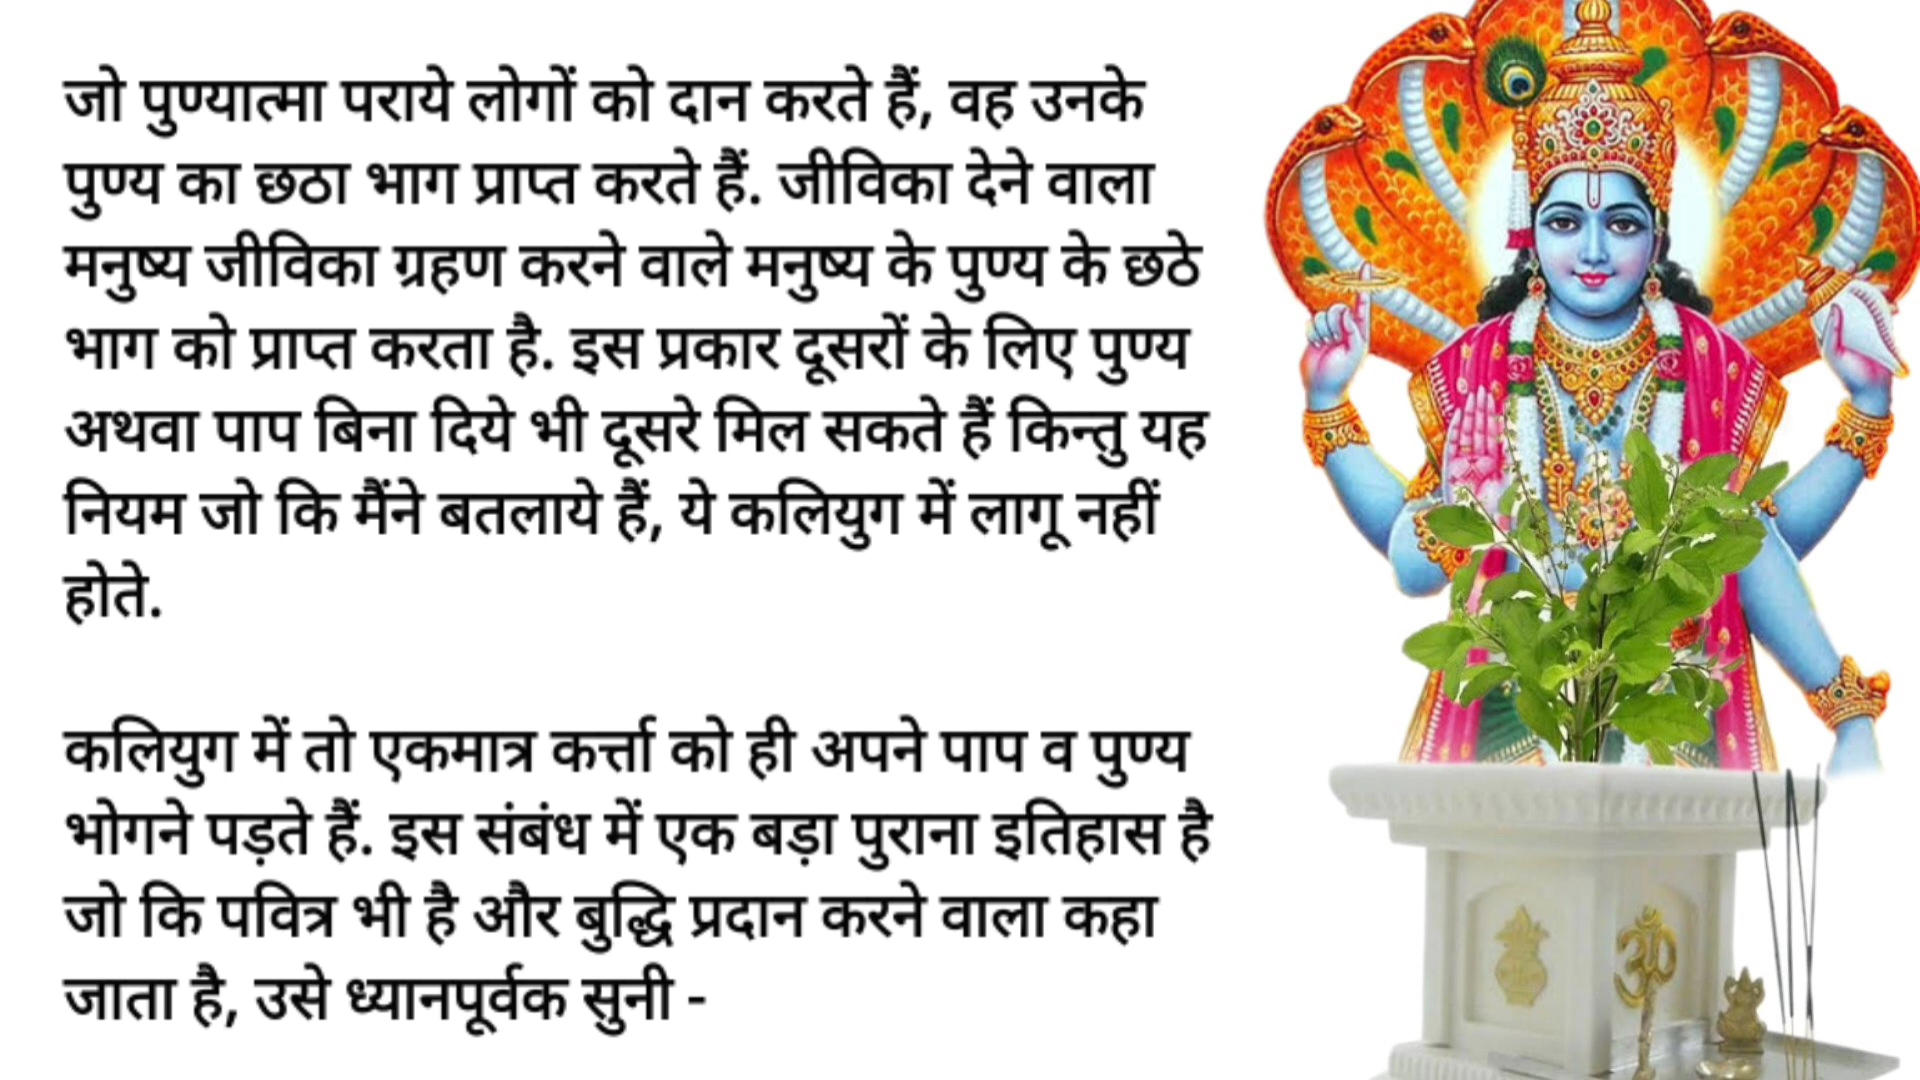 जो पुण्यात्मा पराये लोगों को दान करते हैं, वह उनके
पुण्य का छठा भाग प्राप्त करते हैं. जीविका देने वाला
मनुष्य जीविका ग्रहण करने वाले मनुष्य के पुण्य के छठे
भाग को प्राप्त करता है. इस प्रकार दूसरों के लिए पुण्य
अथवा पाप बिना दिये भी दूसरे मिल सकते हैं किन्तु यह
नियम जो कि मैंने बतलाये हैं, ये कलियुग में लागू नहीं
होते.
कलियुग में तो एकमात्र कर्त्ता को ही अपने पाप व पुण्य
भोगने पड़ते हैं. इस संबंध में एक बड़ा पुराना इतिहास है
जो कि पवित्र भी है और बुद्धि प्रदान करने वाला कहा
जाता है, उसे ध्यानपूर्वक सुनी -
ॐ